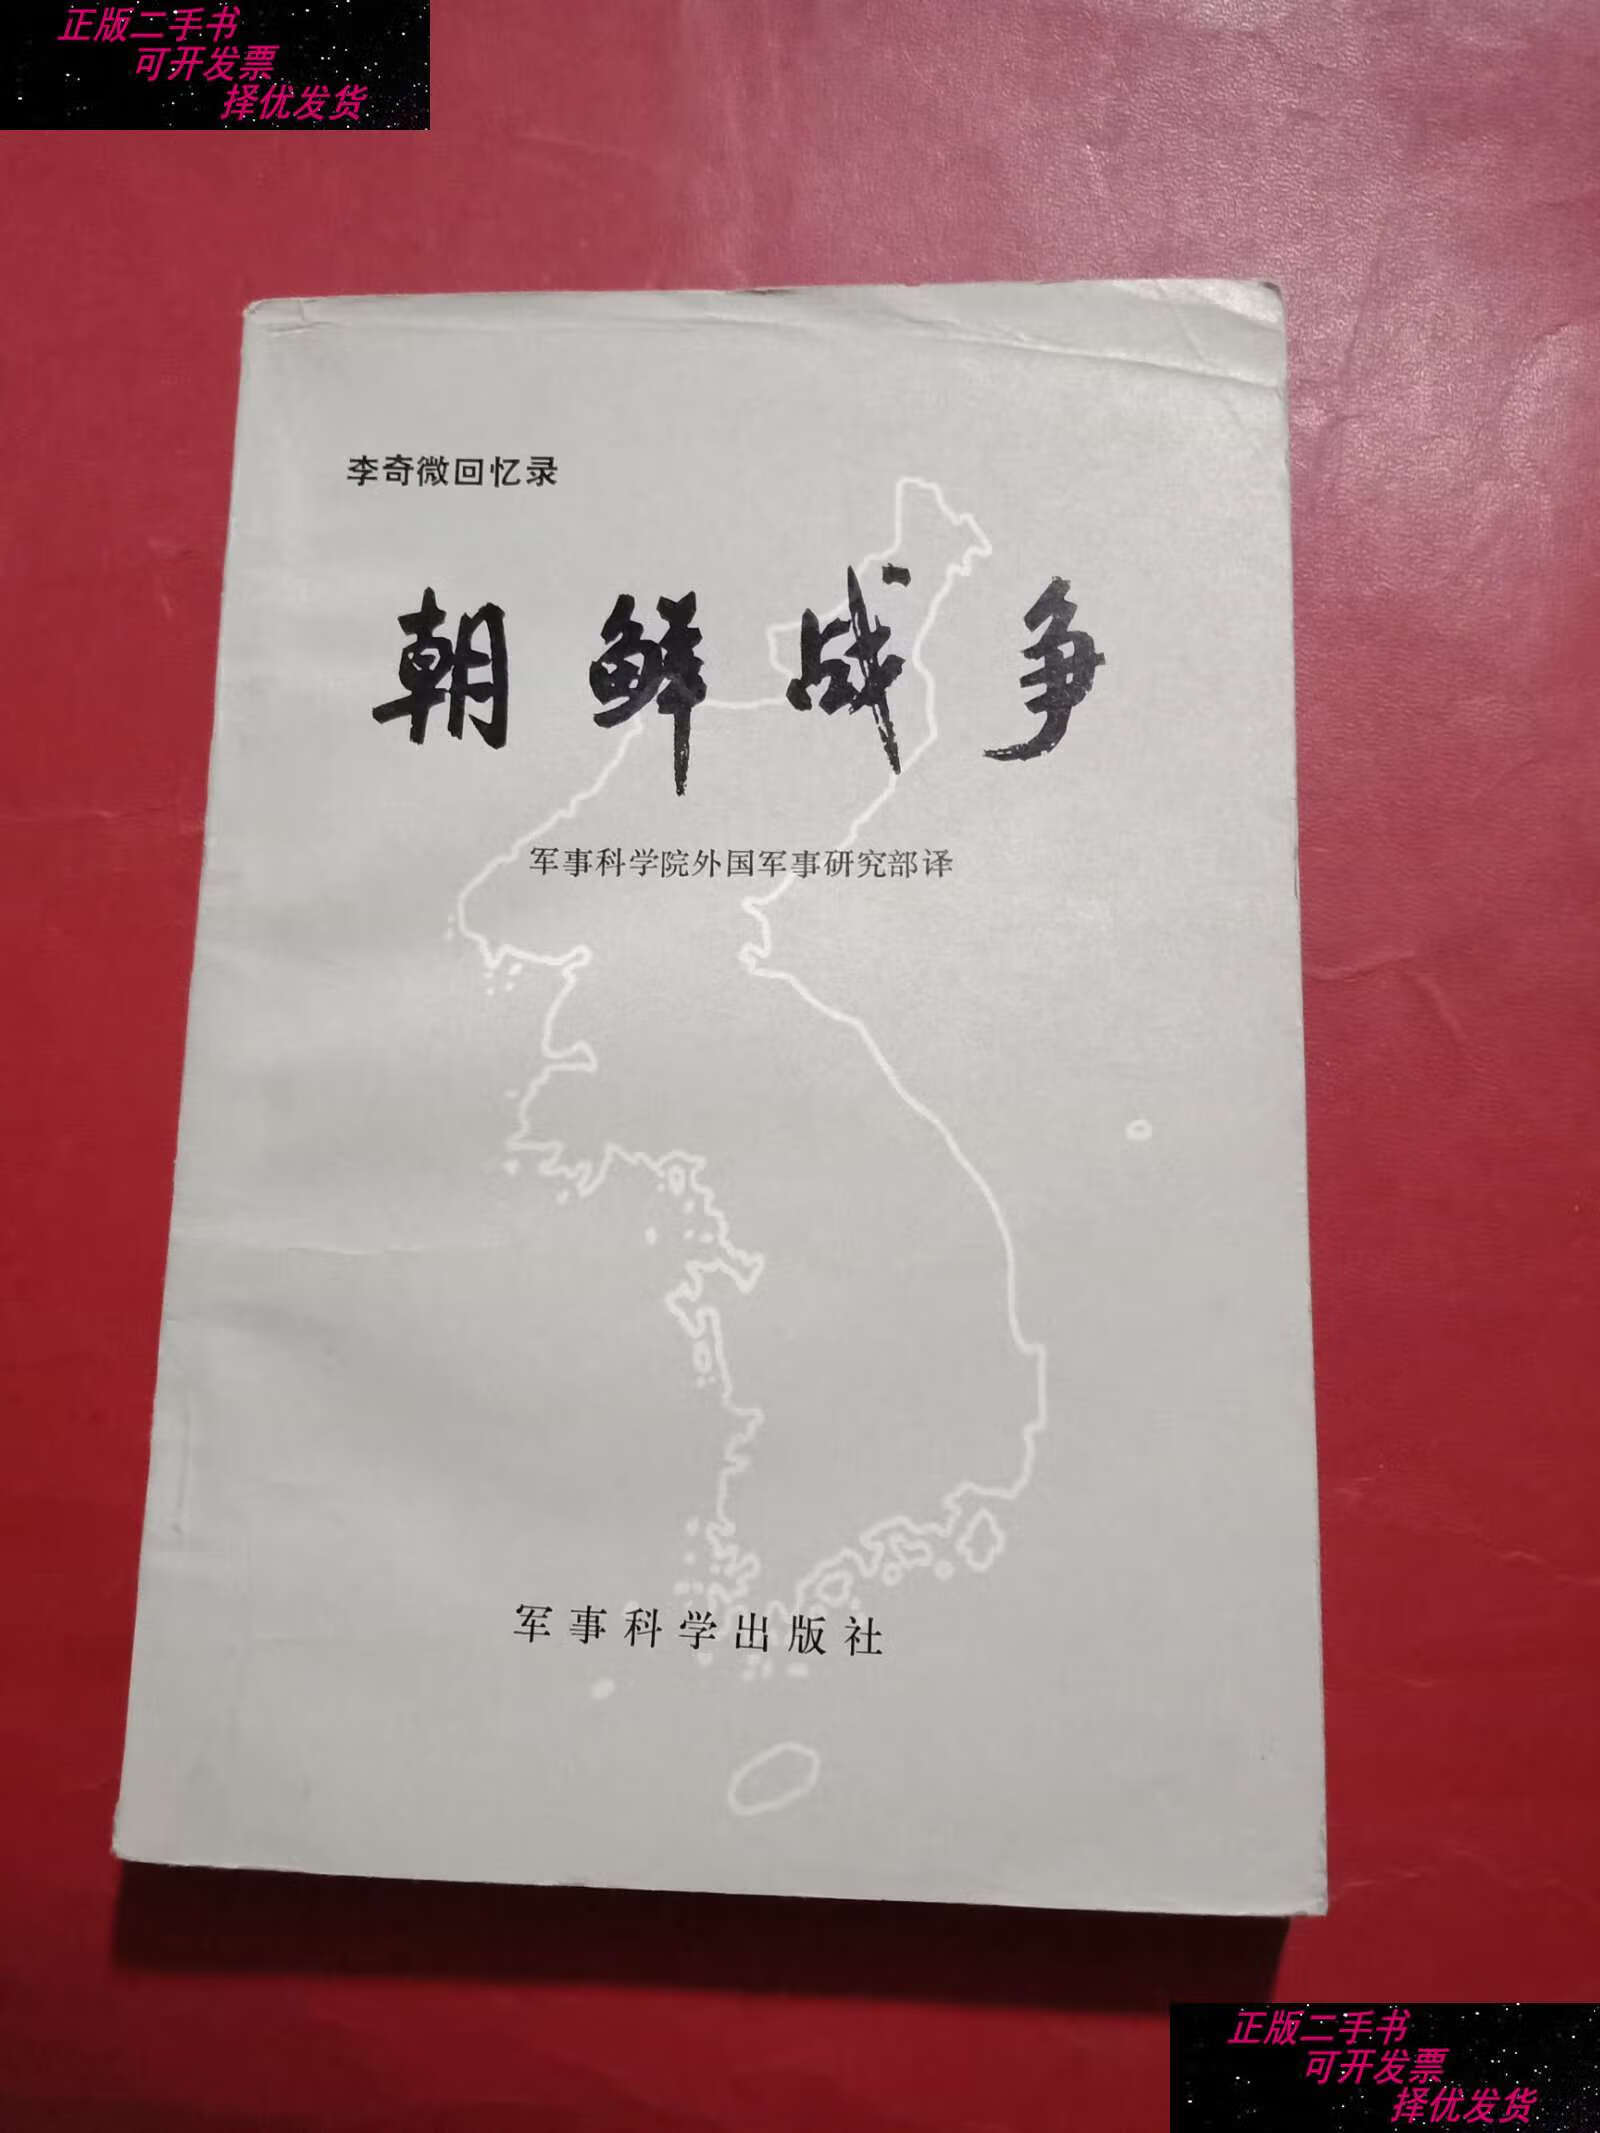 正版二手书
可开发票
择优发货
李奇微回忆录
朝鲜战争
军事科学院外国军事研究部译
军事科学出版社
正版二手书
可开发票
择优发货